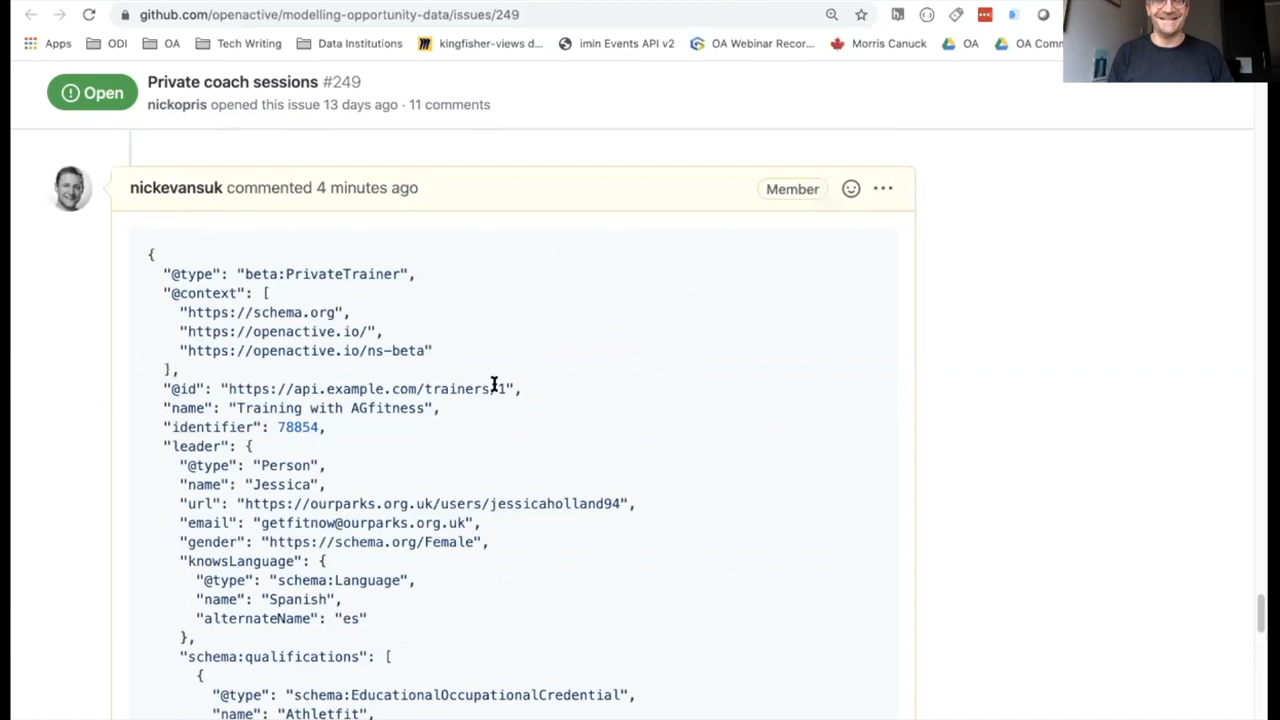 github.com/openactive/modelling-opportunity-data/issues/249
Apps ODI OA Tech Writing Data Institutions kingfisher-views d... imin Events API v2 OA Webinar Recor... Morris Canuck OA OA Comm
Open
Private coach sessions #249
nickopris opened this issue 13 days ago · 11 comments
nickevansuk commented 4 minutes ago
Member
{
"@type": "beta:PrivateTrainer",
"@context": [
"https://schema.org",
"https://openactive.io/",
"https://openactive.io/ns-beta"
],
"@id": "https://api.example.com/trainers/1",
"name": "Training with AGfitness",
"identifier": 78854,
"leader": {
"@type": "Person",
"name": "Jessica",
"url": "https://ourparks.org.uk/users/jessicaholland94",
"email": "getfitnow@ourparks.org.uk",
"gender": "https://schema.org/Female",
"knowsLanguage": {
"@type": "schema:Language",
"name": "Spanish",
"alternateName": "es"
},
"schema:qualifications": [
{
"@type": "schema:EducationalOccupationalCredential",
"name": "Athletfit",